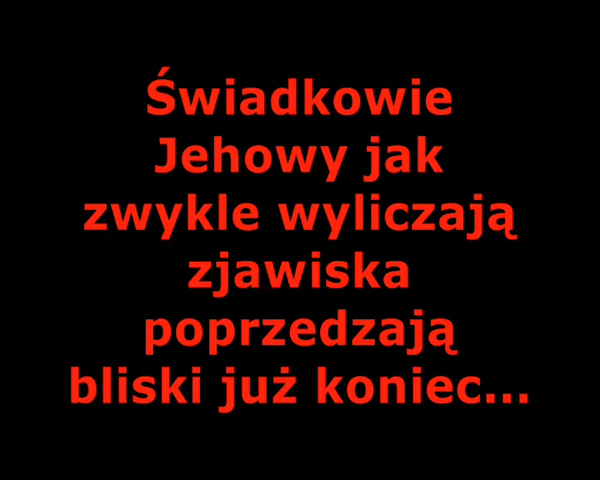 Świadkowie
Jehowy jak
zwykle wyliczają
zjawiska
poprzedzają
bliski już koniec...